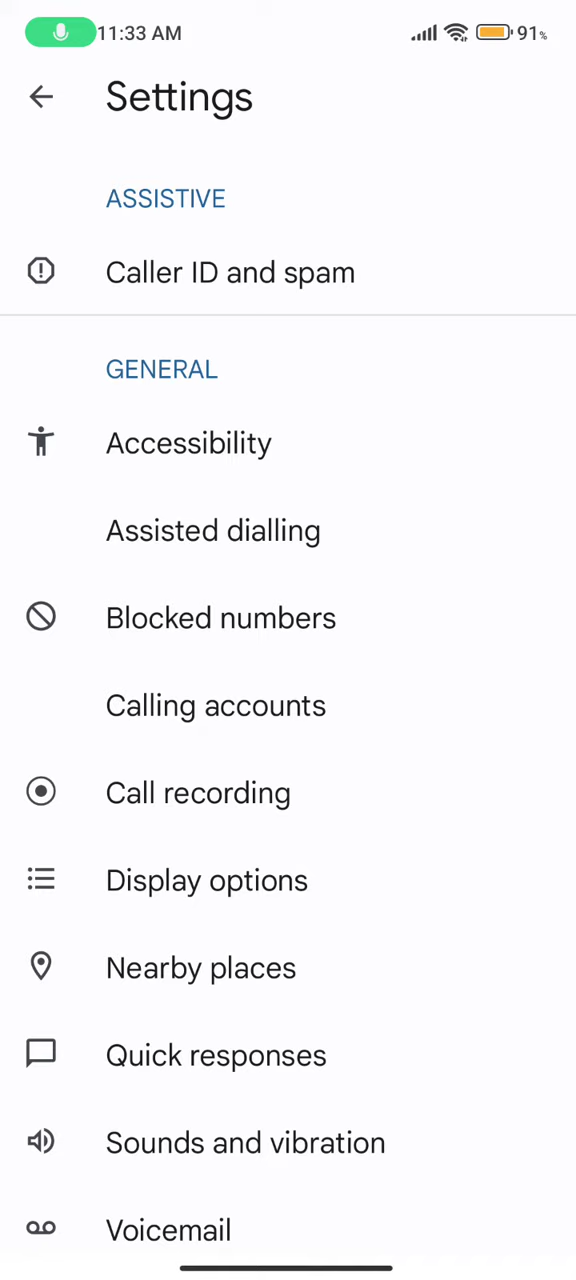 11:33 AM 91%
Settings
ASSISTIVE
Caller ID and spam
GENERAL
Accessibility
Assisted dialling
Blocked numbers
Calling accounts
Call recording
Display options
Nearby places
Quick responses
Sounds and vibration
Voicemail